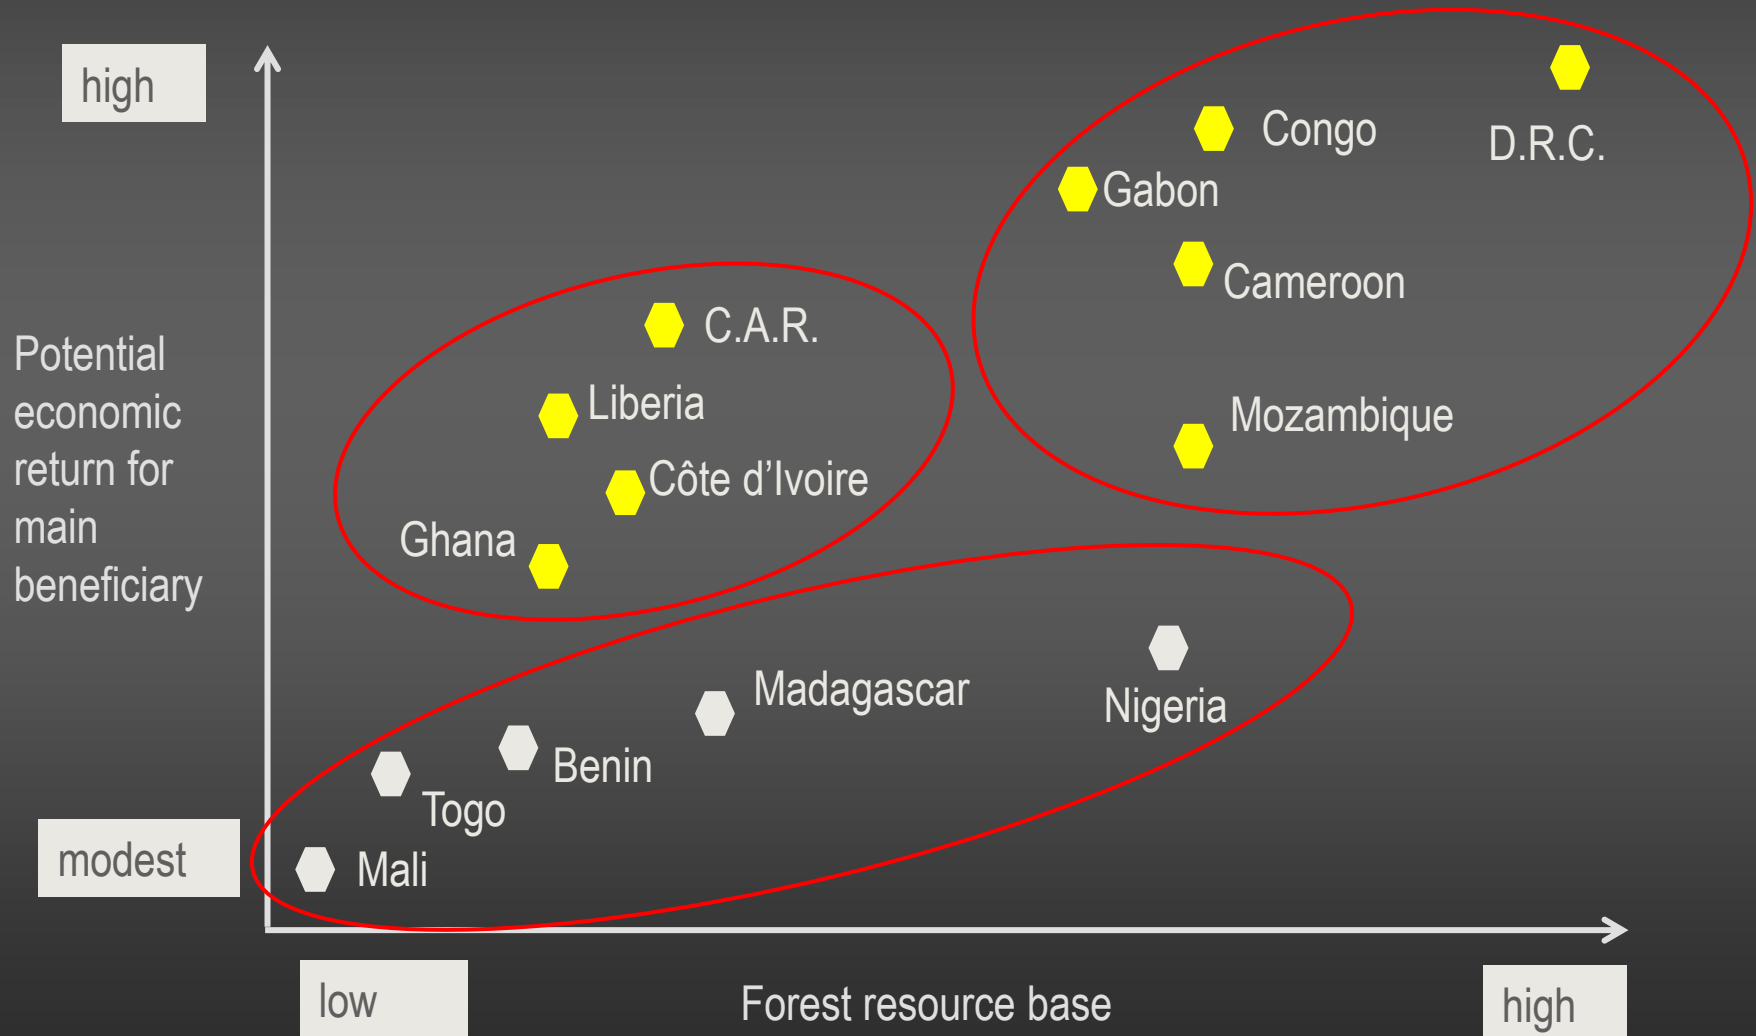 high
Congo
D.R.C.
Gabon
Cameroon
C.A.R.
Potential
economic
return for
main
beneficiary
Liberia
Mozambique
Côte d’Ivoire
Ghana
Madagascar
Nigeria
Benin
Togo
modest
Mali
low
Forest resource base
high